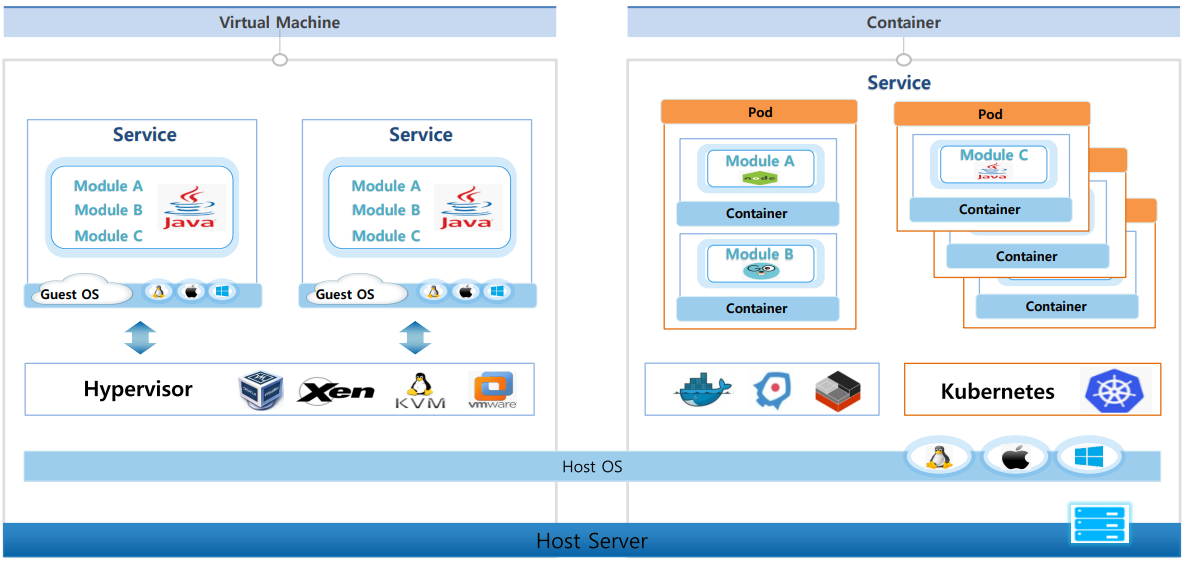 Virtual Machine
Service
Module A
Module B
Module C
Java
Guest OS
Service
Module A
Module B
Module C
Java
Guest OS
Hypervisor
Xen
KVM
vmware
Container
Service
Pod
Module A
node
Container
Module B
Container
Pod
Module C
Java
Container
Container
Container
Kubernetes
Host OS
Host Server